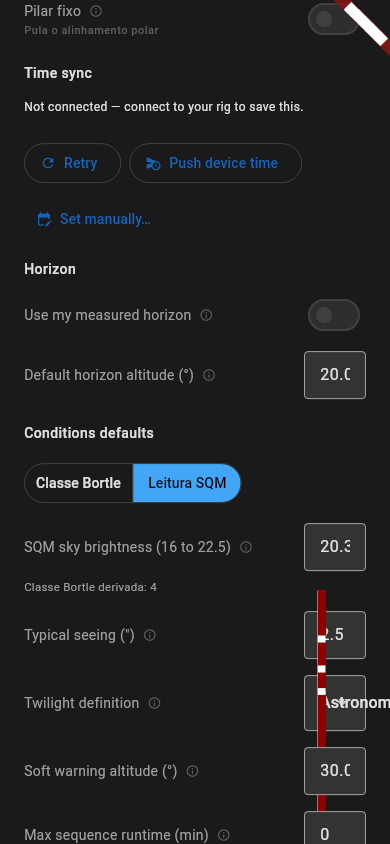 Pilar fixo
Pula o alinhamento polar
Time sync
Not connected — connect to your rig to save this.
Retry
Push device time
Set manually...
Horizon
Use my measured horizon
Default horizon altitude (°)
20.0
Conditions defaults
Classe Bortle
Leitura SQM
SQM sky brightness (16 to 22.5)
20.3
Classe Bortle derivada: 4
Typical seeing (")
2.5
Twilight definition
Astronom
Soft warning altitude (°)
30.0
Max sequence runtime (min)
0